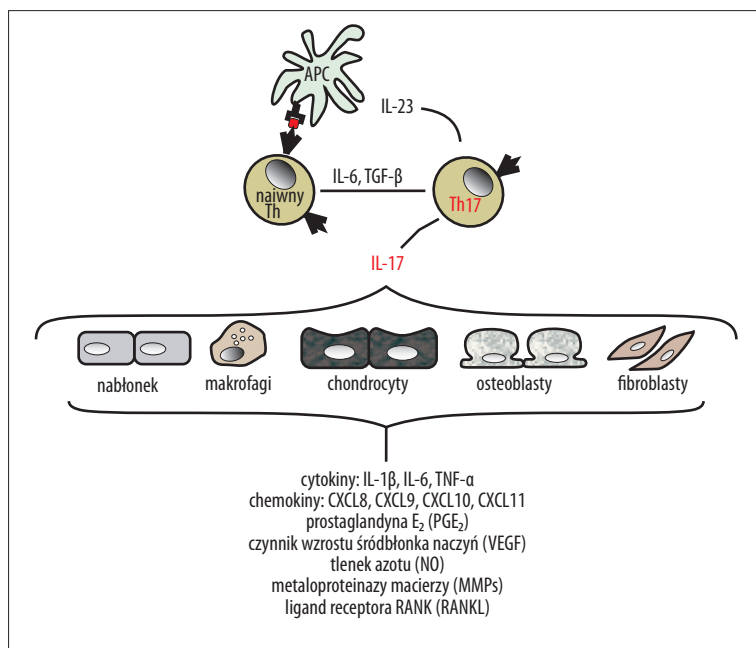 APC
IL-23
IL-6, TGF-β
naiwny
Th
Th17
IL-17
nabłonek
makrofagi
chondrocyty
osteoblasty
fibroblasty
cytokiny: IL-1β, IL-6, TNF-α
chemokiny: CXCL8, CXCL9, CXCL10, CXCL11
prostaglandyna E₂ (PGE₂)
czynnik wzrostu śródbłonka naczyń (VEGF)
tlenek azotu (NO)
metaloproteinazy macierzy (MMPs)
ligand receptora RANK (RANKL)